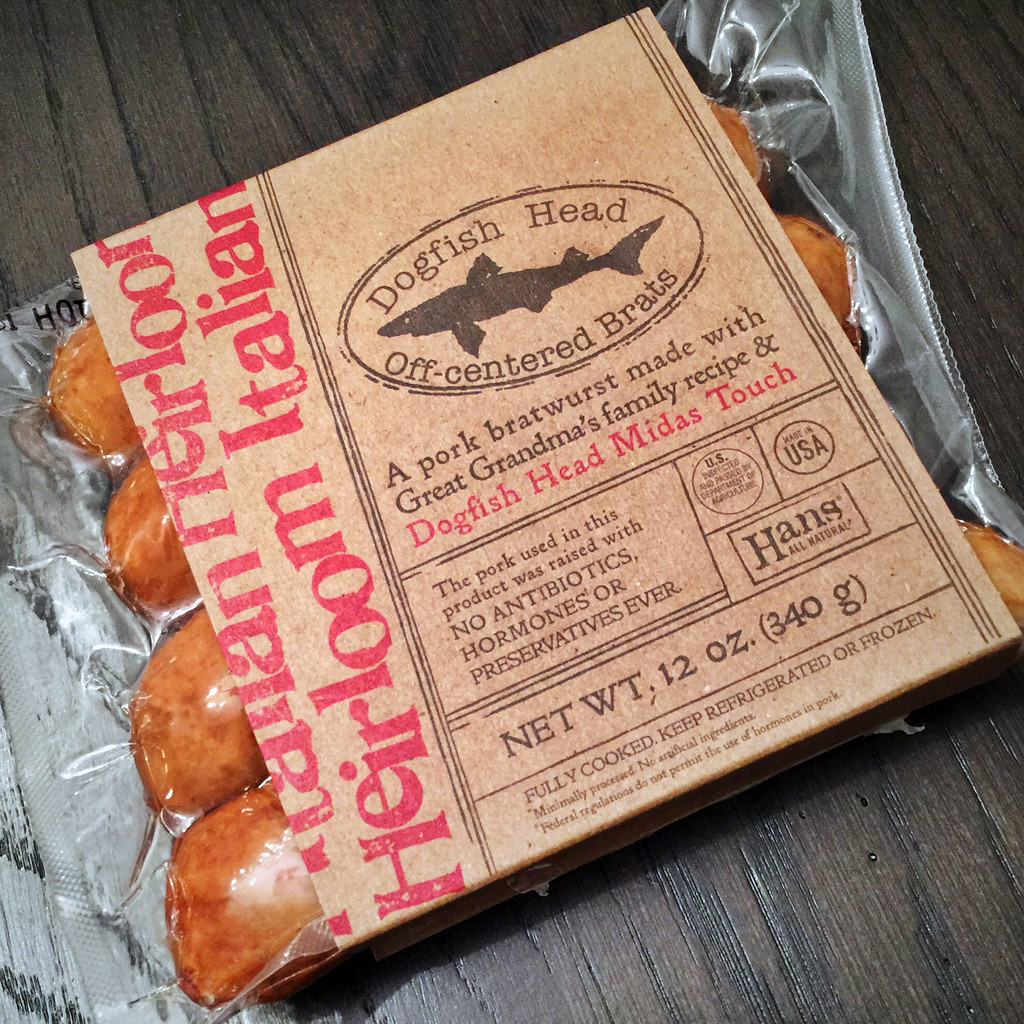 Heirloom Italian
Italian Heirloom
HOT
Dogfish Head
Off-centered Brats
A pork bratwurst made with
Great Grandma's family recipe &
Dogfish Head Midas Touch
The pork used in this
product was raised with
NO ANTIBIOTICS,
HORMONES† OR
PRESERVATIVES EVER.
U.S.
INSPECTED
AND PASSED BY
DEPARTMENT OF
AGRICULTURE
MADE IN
USA
Hans®
ALL NATURAL*
NET WT, 12 OZ. (340 g)
FULLY COOKED. KEEP REFRIGERATED OR FROZEN.
*Minimally processed. No artificial ingredients.
†Federal regulations do not permit the use of hormones in pork.